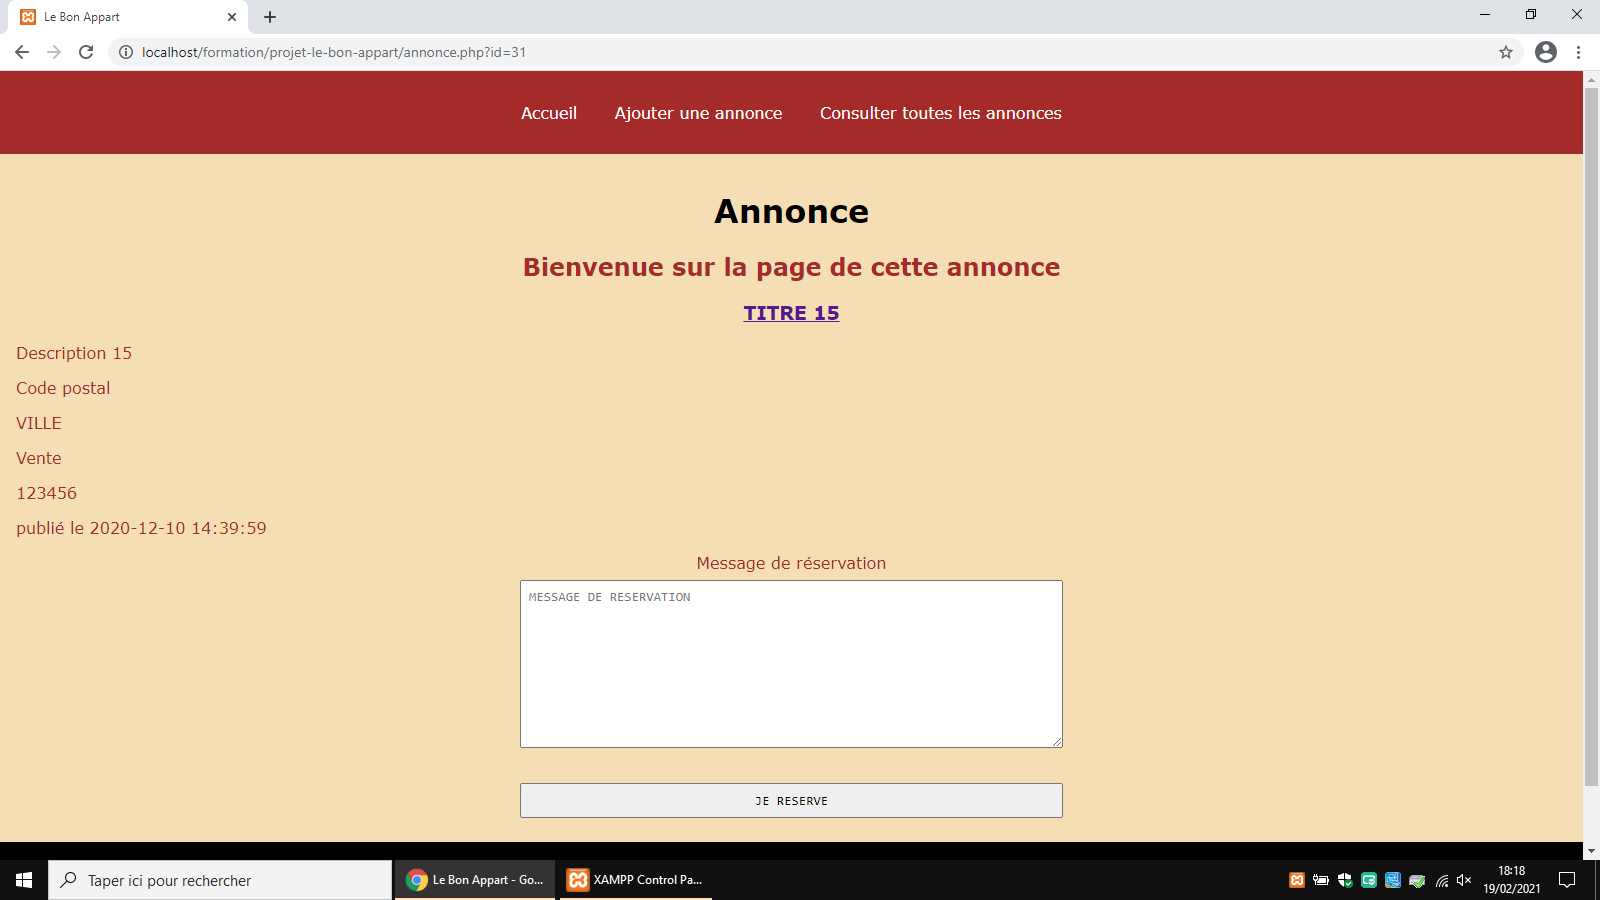 Le Bon Appart
localhost/formation/projet-le-bon-appart/annonce.php?id=31
Accueil Ajouter une annonce Consulter toutes les annonces
Annonce
Bienvenue sur la page de cette annonce
TITRE 15
Description 15
Code postal
VILLE
Vente
123456
publié le 2020-12-10 14:39:59
Message de réservation
MESSAGE DE RESERVATION
JE RESERVE
Taper ici pour rechercher
Le Bon Appart - Go...
XAMPP Control Pa...
18:18
19/02/2021